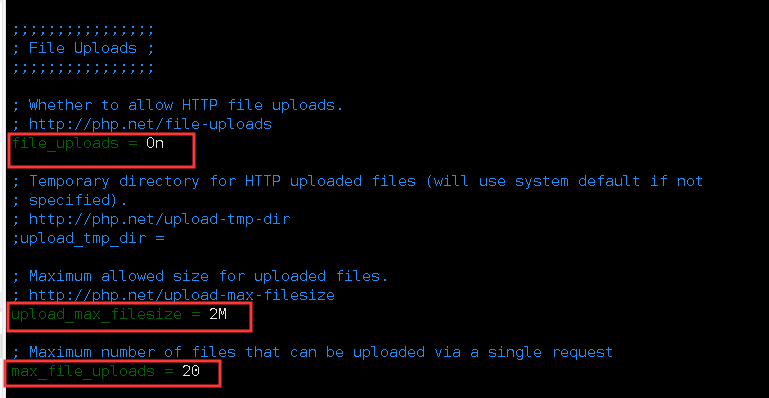 ;;;;;;;;;;;;;;;;
; File Uploads ;
;;;;;;;;;;;;;;;;
; Whether to allow HTTP file uploads.
; http://php.net/file-uploads
file_uploads = On
; Temporary directory for HTTP uploaded files (will use system default if not
; specified).
; http://php.net/upload-tmp-dir
;upload_tmp_dir =
; Maximum allowed size for uploaded files.
; http://php.net/upload-max-filesize
upload_max_filesize = 2M
; Maximum number of files that can be uploaded via a single request
max_file_uploads = 20